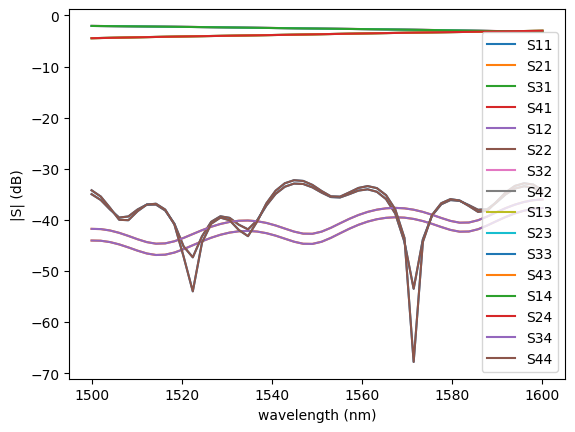 |S| (dB)
0
−10
−20
−30
−40
−50
−60
−70
1500
1520
1540
1560
1580
1600
wavelength (nm)
S11
S21
S31
S41
S12
S22
S32
S42
S13
S23
S33
S43
S14
S24
S34
S44